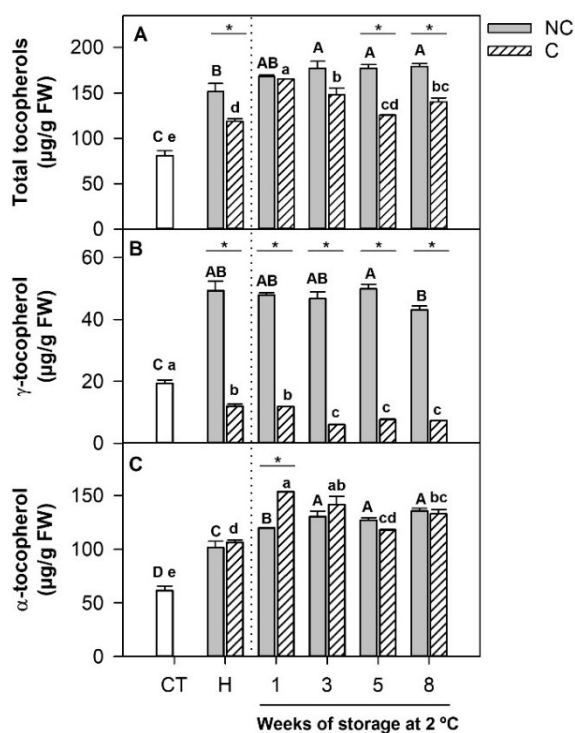 A
* * *
NC
C
Total tocopherols
(µg/g FW)
200
150
100
50
0
C e
B
d
AB
a
A
b
A
cd
A
bc
B
* * * * *
γ-tocopherol
(µg/g FW)
60
40
20
0
C a
AB
b
AB
b
AB
c
A
c
B
c
C
*
α-tocopherol
(µg/g FW)
150
100
50
0
D e
C
d
B
a
A
ab
A
cd
A
bc
CT H 1 3 5 8
Weeks of storage at 2 ºC